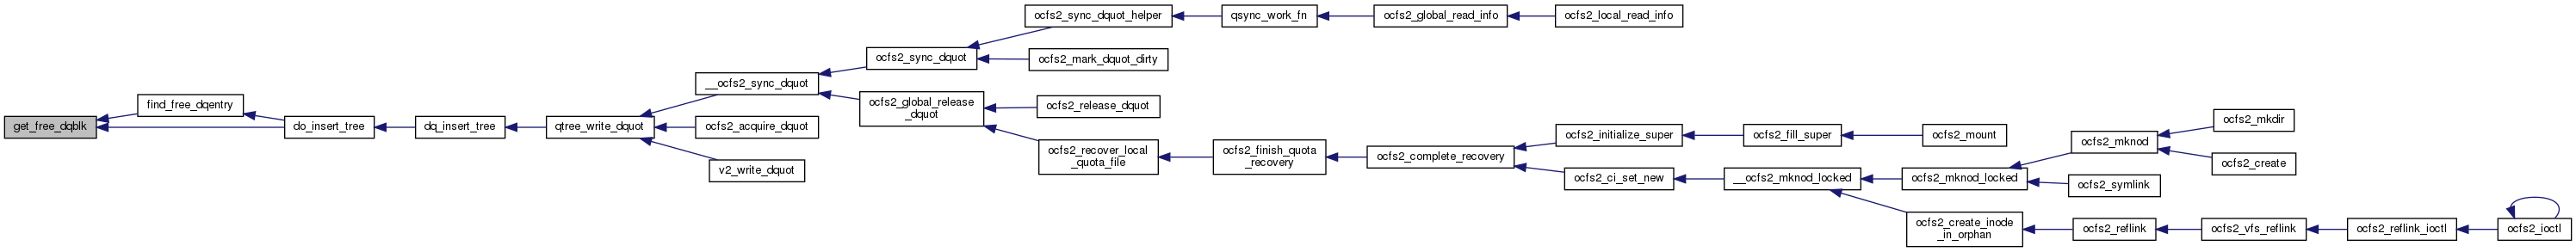 get_free_dqblk
find_free_dqentry
do_insert_tree
dq_insert_tree
qtree_write_dquot
__ocfs2_sync_dquot
ocfs2_sync_dquot
ocfs2_sync_dquot_helper
qsync_work_fn
ocfs2_global_read_info
ocfs2_local_read_info
ocfs2_mark_dquot_dirty
ocfs2_global_release
_dquot
ocfs2_release_dquot
ocfs2_recover_local
_quota_file
ocfs2_finish_quota
_recovery
ocfs2_complete_recovery
ocfs2_initialize_super
ocfs2_fill_super
ocfs2_mount
ocfs2_ci_set_new
__ocfs2_mknod_locked
ocfs2_mknod_locked
ocfs2_mknod
ocfs2_mkdir
ocfs2_create
ocfs2_symlink
ocfs2_create_inode
_in_orphan
ocfs2_reflink
ocfs2_vfs_reflink
ocfs2_reflink_ioctl
ocfs2_ioctl
ocfs2_acquire_dquot
v2_write_dquot